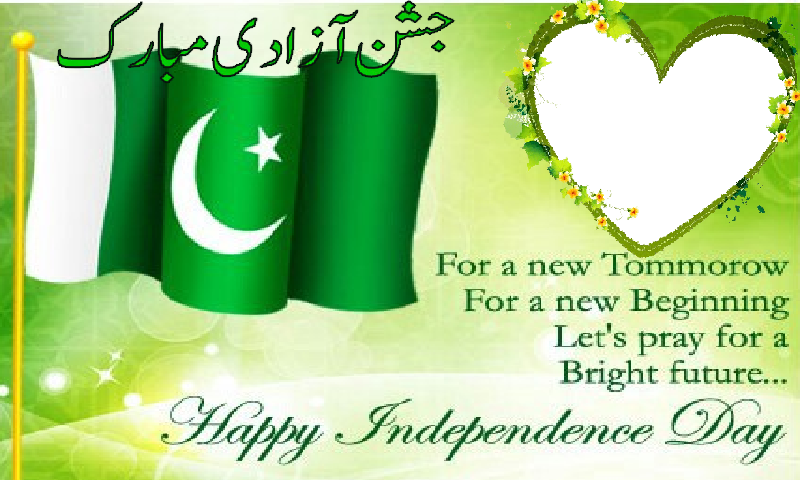 جشن آزادی مبارک
For a new Tommorow
For a new Beginning
Let's pray for a
Bright future...
Happy Independence Day